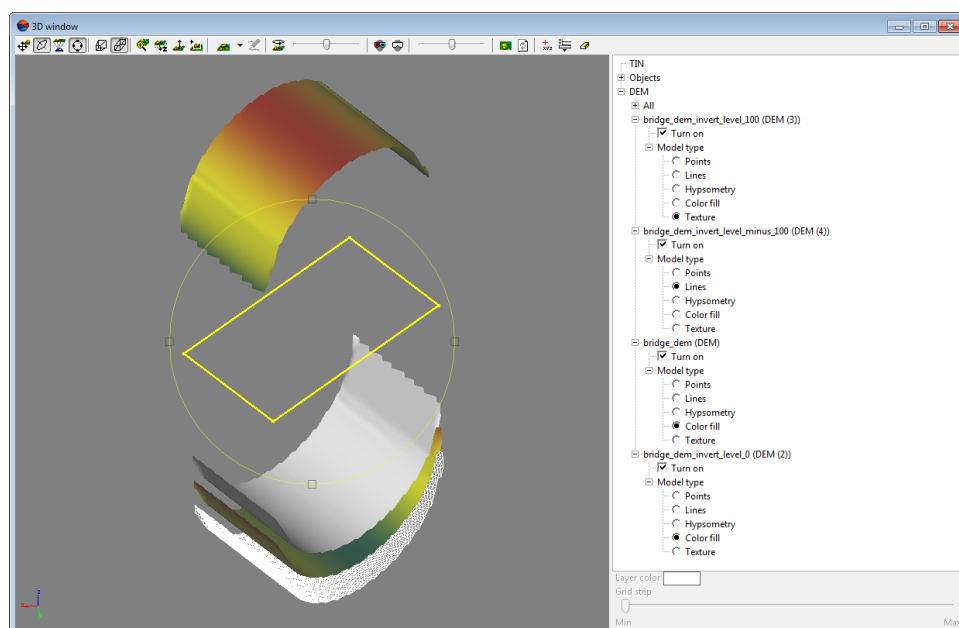 3D window
TIN
Objects
DEM
All
bridge_dem_invert_level_100 (DEM (3))
Turn on
Model type
Points
Lines
Hypsometry
Color fill
Texture
bridge_dem_invert_level_minus_100 (DEM (4))
Turn on
Model type
Points
Lines
Hypsometry
Color fill
Texture
bridge_dem (DEM)
Turn on
Model type
Points
Lines
Hypsometry
Color fill
Texture
bridge_dem_invert_level_0 (DEM (2))
Turn on
Model type
Points
Lines
Hypsometry
Color fill
Texture
Layer color
Grid step
Min Max